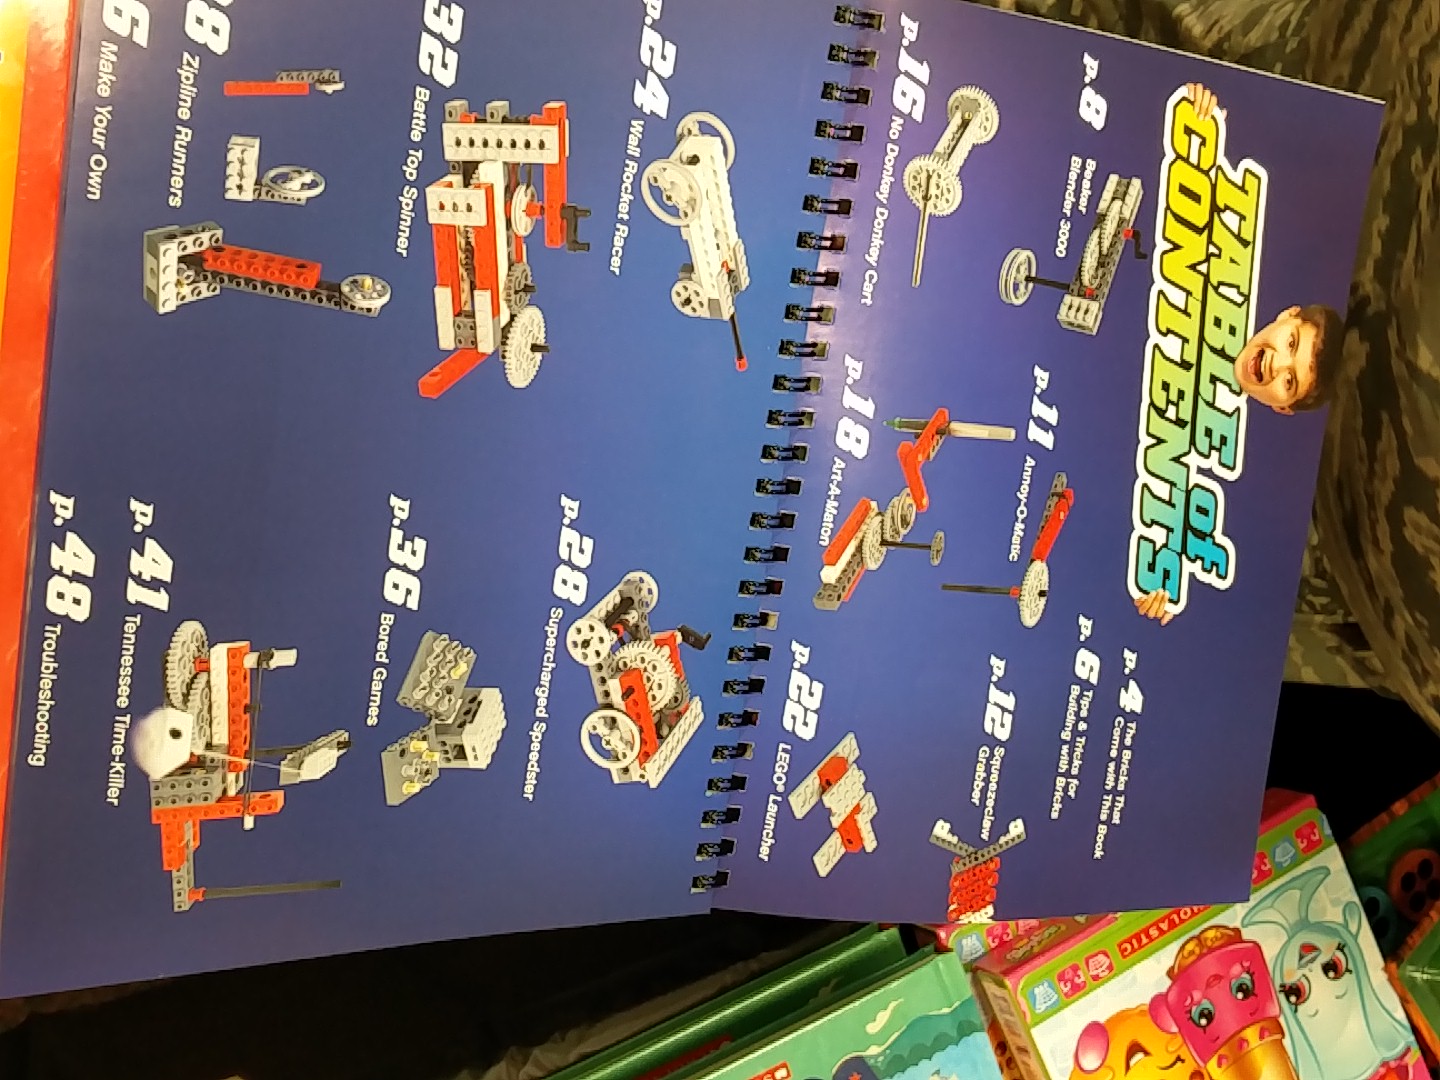 TABLE OF
CONTENTS
p.4 The Bricks That
Come with This Book
p.6 Tips & Tricks for
Building with Bricks
p.8 Beaker
Blender 3000
p.11 Annoy-O-Matic
p.12 Squeezeclaw
Grabber
p.16 No Donkey Donkey Cart
p.18 Art-A-Maton
p.22 LEGO® Launcher
p.24 Wall Rocket Racer
p.28 Supercharged Speedster
32 Battle Top Spinner
p.36 Bored Games
8 Zipline Runners
p.41 Tennessee Time-Killer
6 Make Your Own
p.48 Troubleshooting
SCHOLASTIC